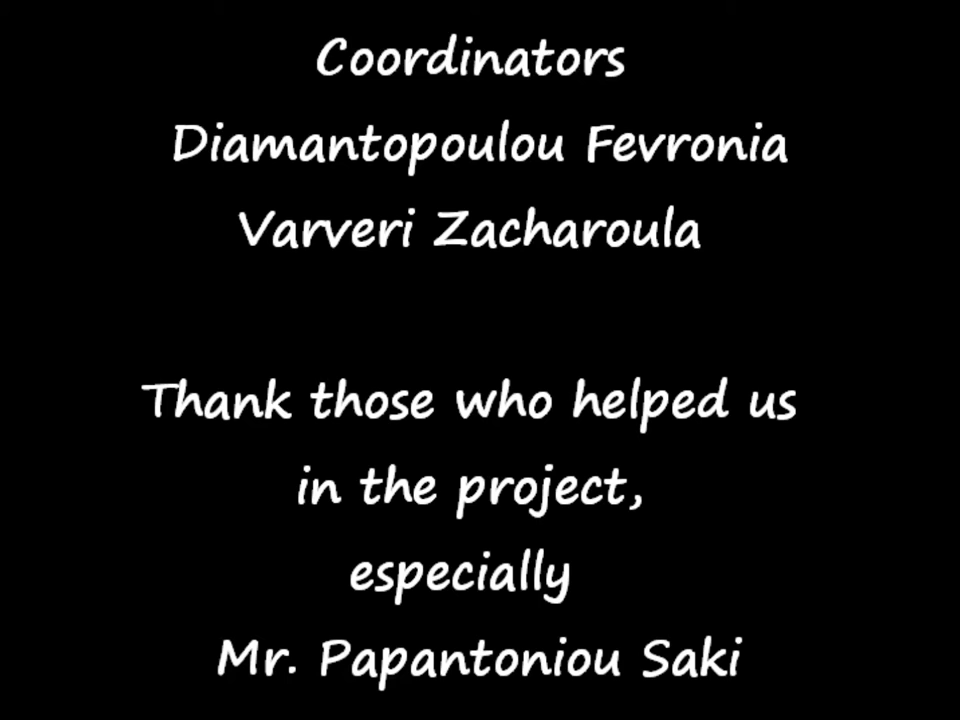 Coordinators
Diamantopoulou Fevronia
Varveri Zacharoula
Thank those who helped us
in the project,
especially
Mr. Papantoniou Saki